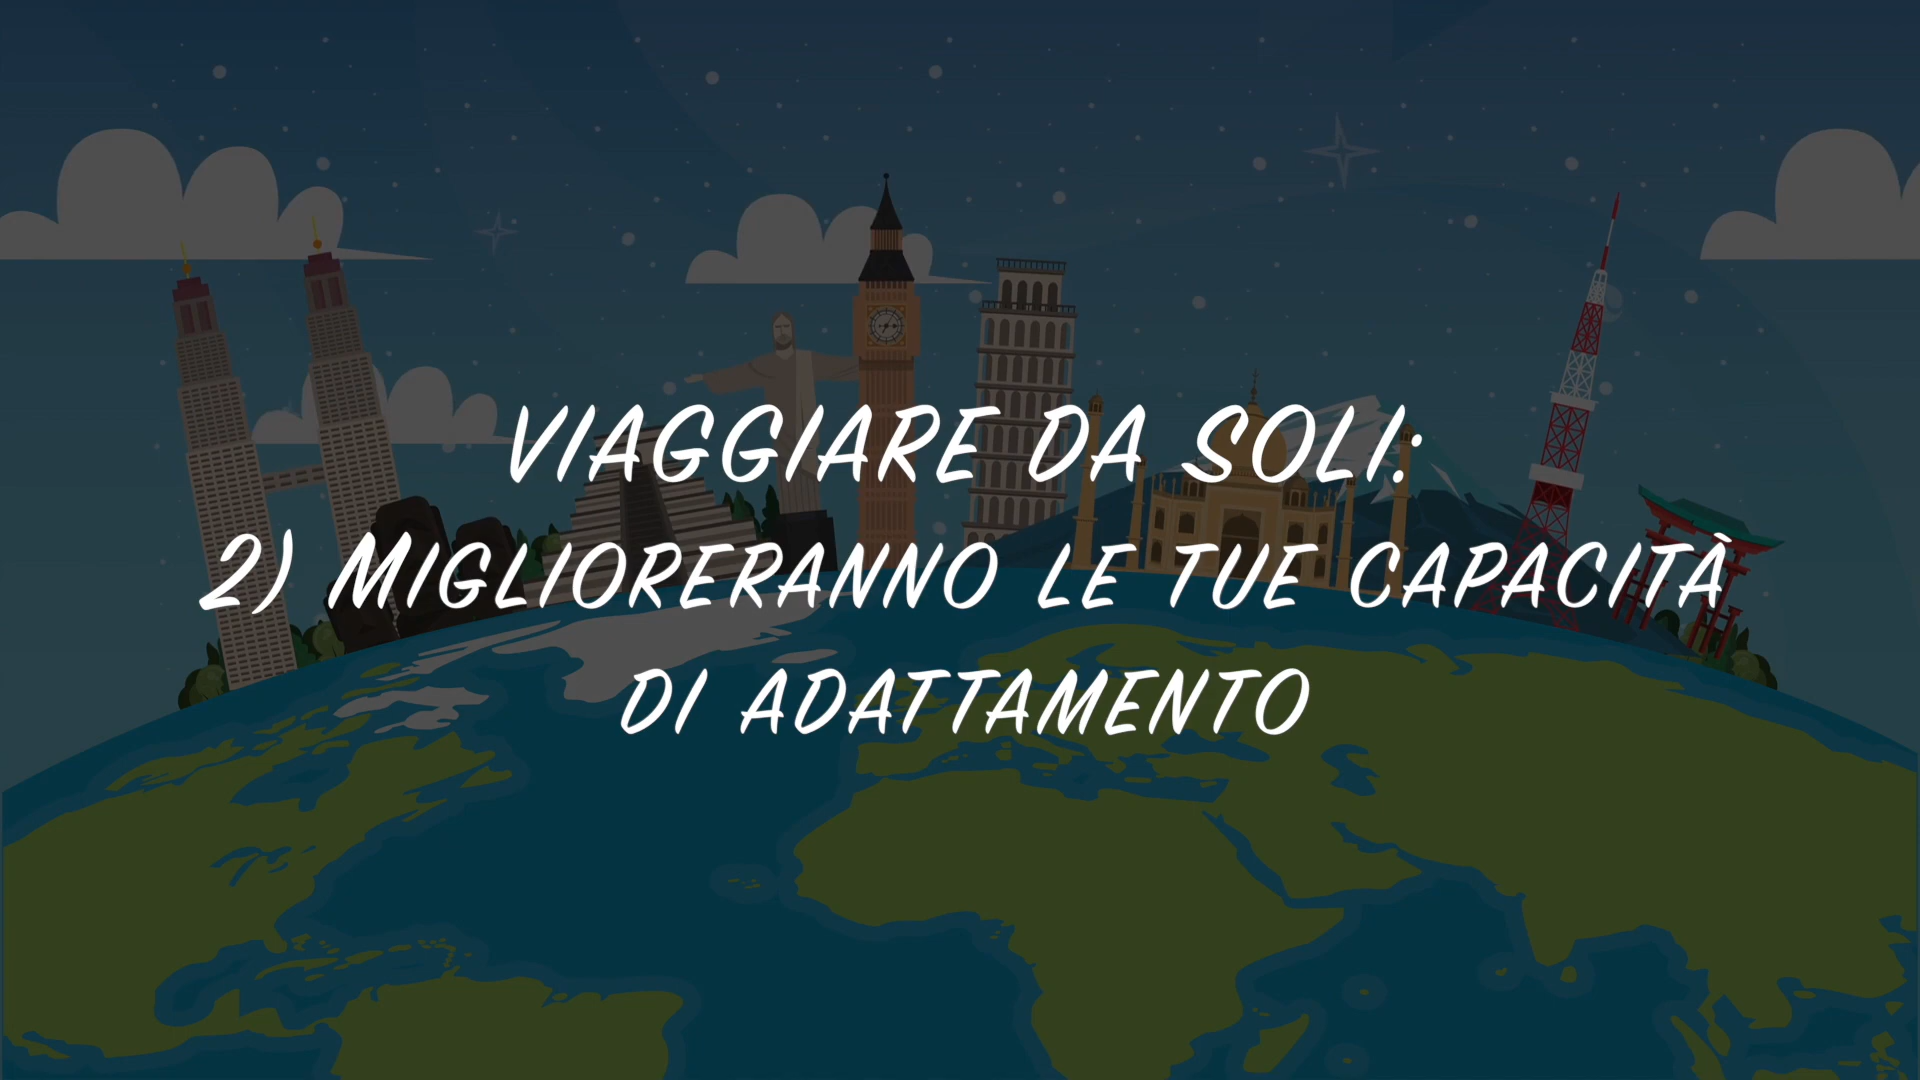 VIAGGIARE DA SOLI:
2) MIGLIORERANNO LE TUE CAPACITÀ
DI ADATTAMENTO